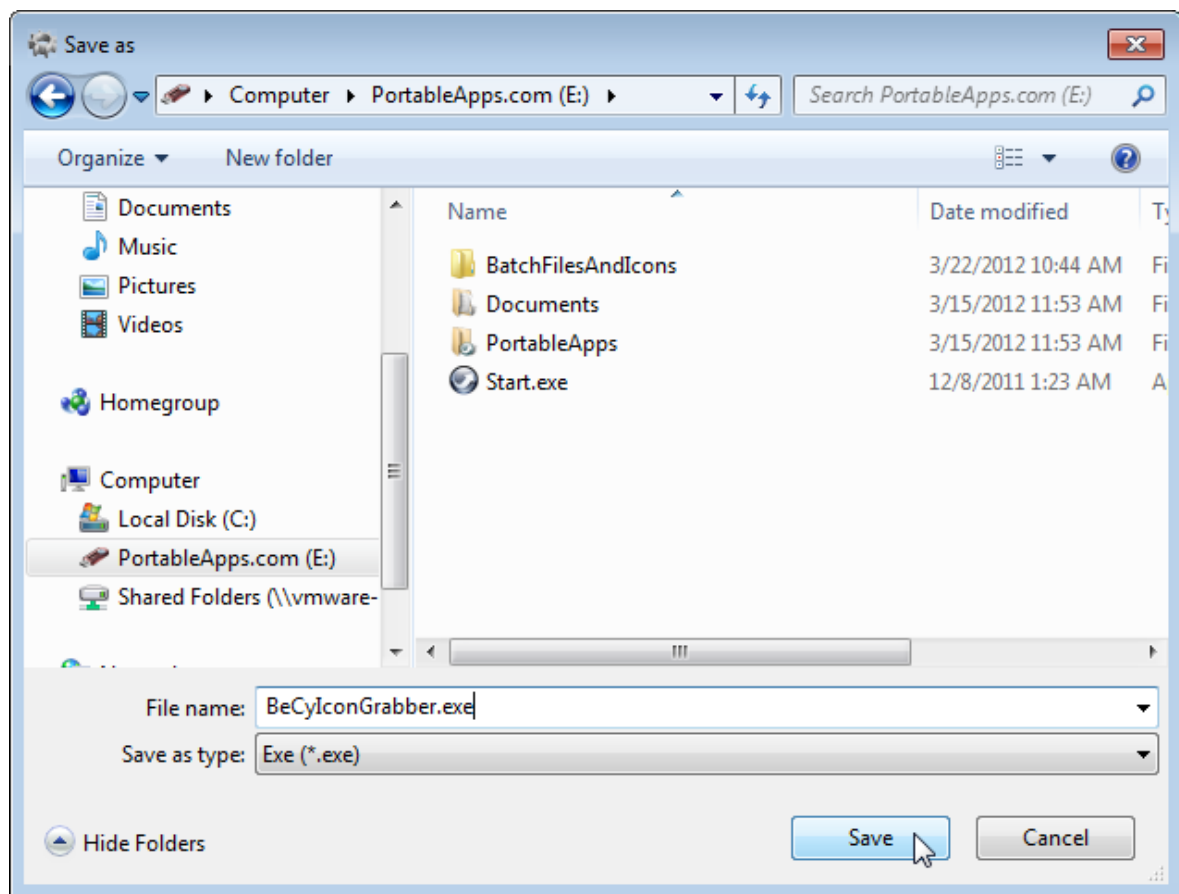 Save as
Computer PortableApps.com (E:)
Search PortableApps.com (E:)
Organize New folder
Documents
Music
Pictures
Videos
Homegroup
Computer
Local Disk (C:)
PortableApps.com (E:)
Shared Folders (\\vmware-
Name Date modified
BatchFilesAndIcons 3/22/2012 10:44 AM Fi
Documents 3/15/2012 11:53 AM Fi
PortableApps 3/15/2012 11:53 AM Fi
Start.exe 12/8/2011 1:23 AM A
File name: BeCyIconGrabber.exe
Save as type: Exe (*.exe)
Hide Folders
Save Cancel